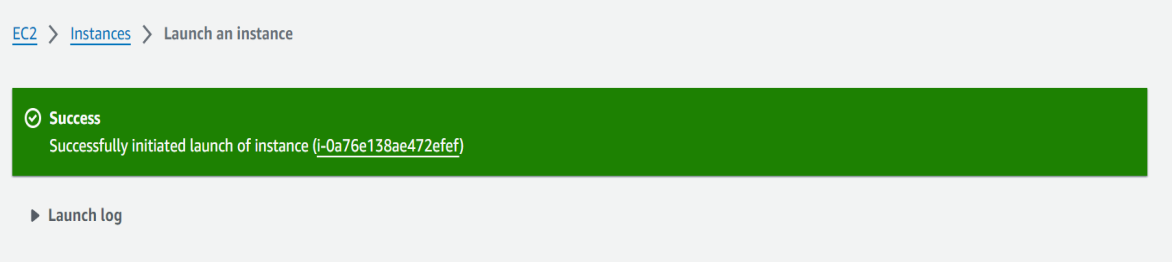 EC2 > Instances > Launch an instance
Success
Successfully initiated launch of instance (i-0a76e138ae472efef)
Launch log